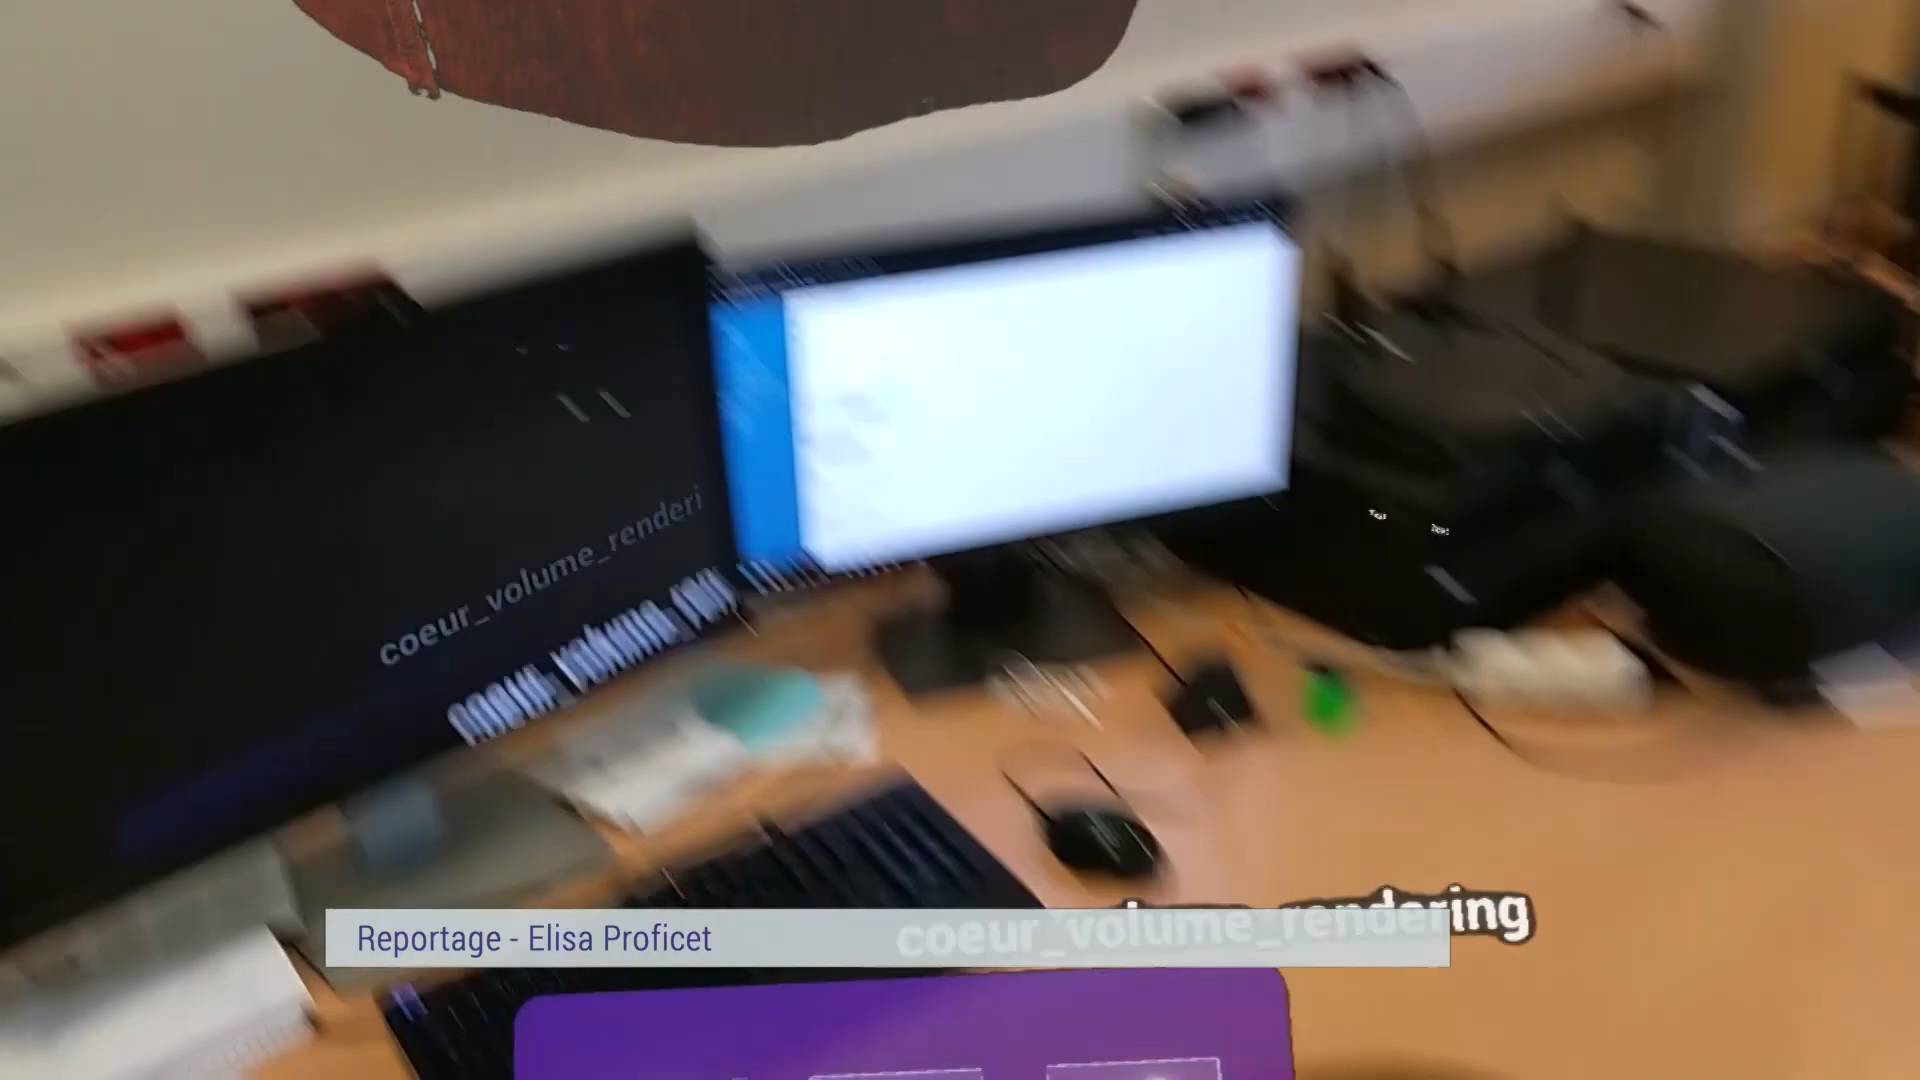 coeur_volume_renderi
Reportage - Elisa Proficet
coeur_volume_rendering